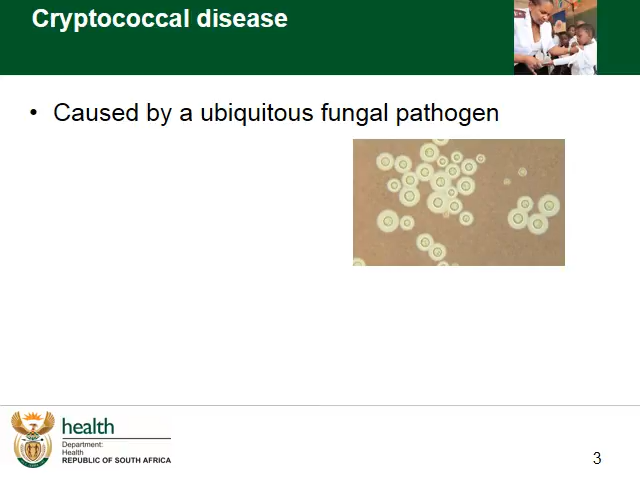 Cryptococcal disease
• Caused by a ubiquitous fungal pathogen
health
Department:
Health
REPUBLIC OF SOUTH AFRICA
3